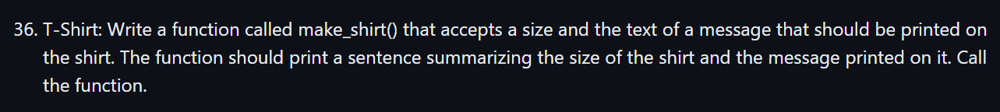 36. T-Shirt: Write a function called make_shirt() that accepts a size and the text of a message that should be printed on
the shirt. The function should print a sentence summarizing the size of the shirt and the message printed on it. Call
the function.